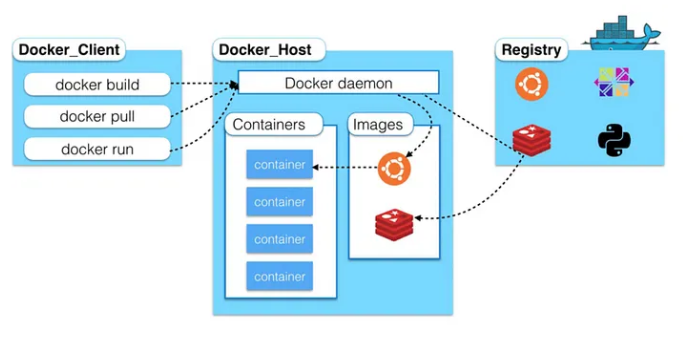 Docker_Client
docker build
docker pull
docker run
Docker_Host
Docker daemon
Containers
container
container
container
container
Images
Registry